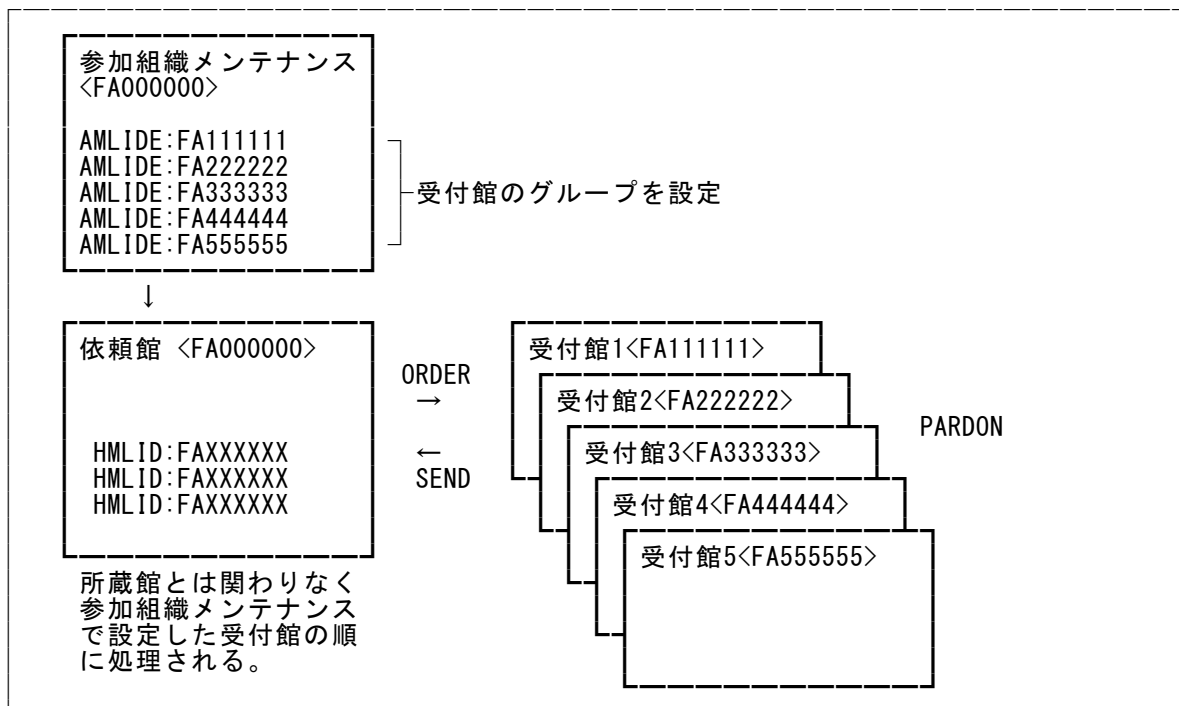 参加組織メンテナンス
<FA000000>
AMLIDE:FA111111
AMLIDE:FA222222
AMLIDE:FA333333
AMLIDE:FA444444
AMLIDE:FA555555
受付館のグループを設定
↓
依頼館 <FA000000>
HMLID:FAXXXXXX
HMLID:FAXXXXXX
HMLID:FAXXXXXX
ORDER
→
←
SEND
受付館1<FA111111>
受付館2<FA222222>
受付館3<FA333333>
受付館4<FA444444>
受付館5<FA555555>
PARDON
所蔵館とは関わりなく
参加組織メンテナンス
で設定した受付館の順
に処理される。